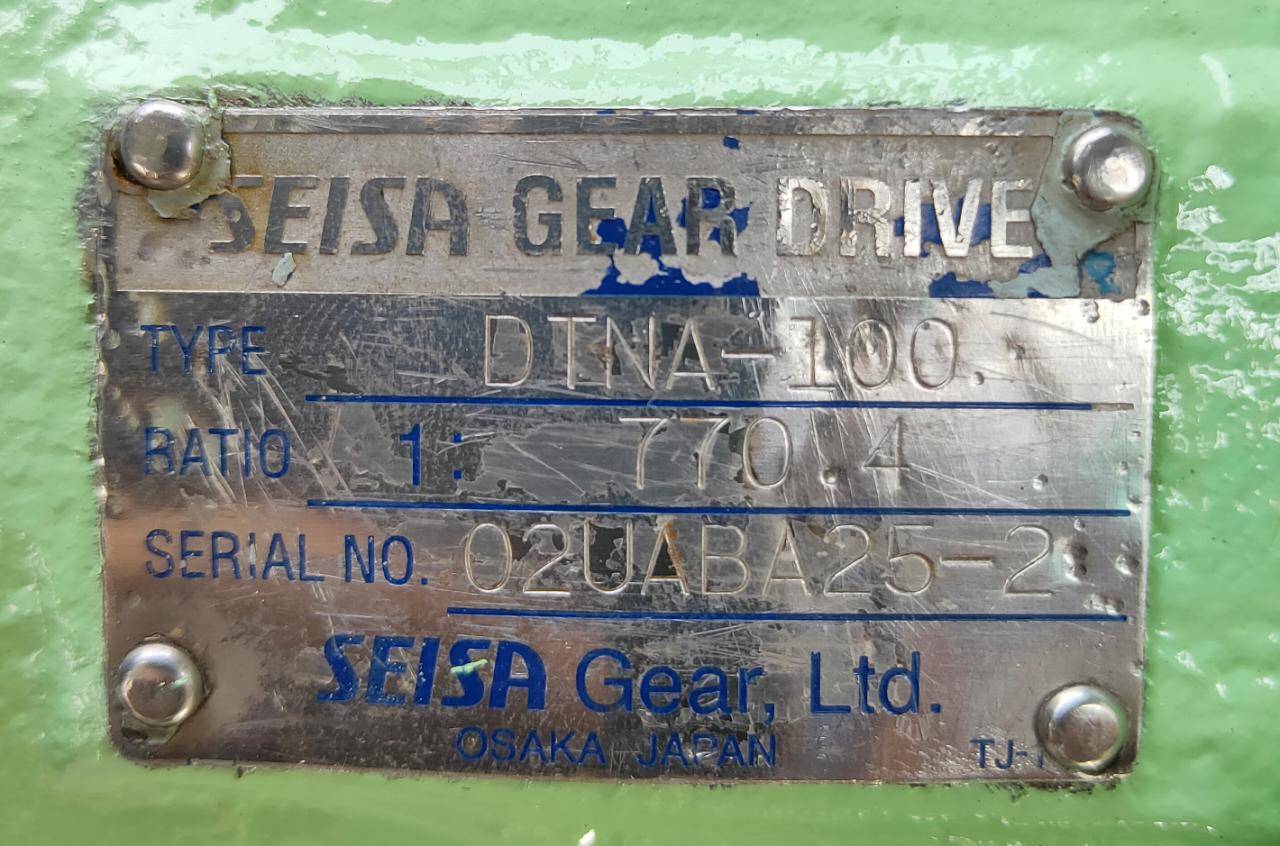 SEISA GEAR DRIVE
TYPE DTNA-100.
RATIO 1: 770.4
SERIAL NO. 02UABA25-2
SEISA Gear, Ltd.
OSAKA JAPAN